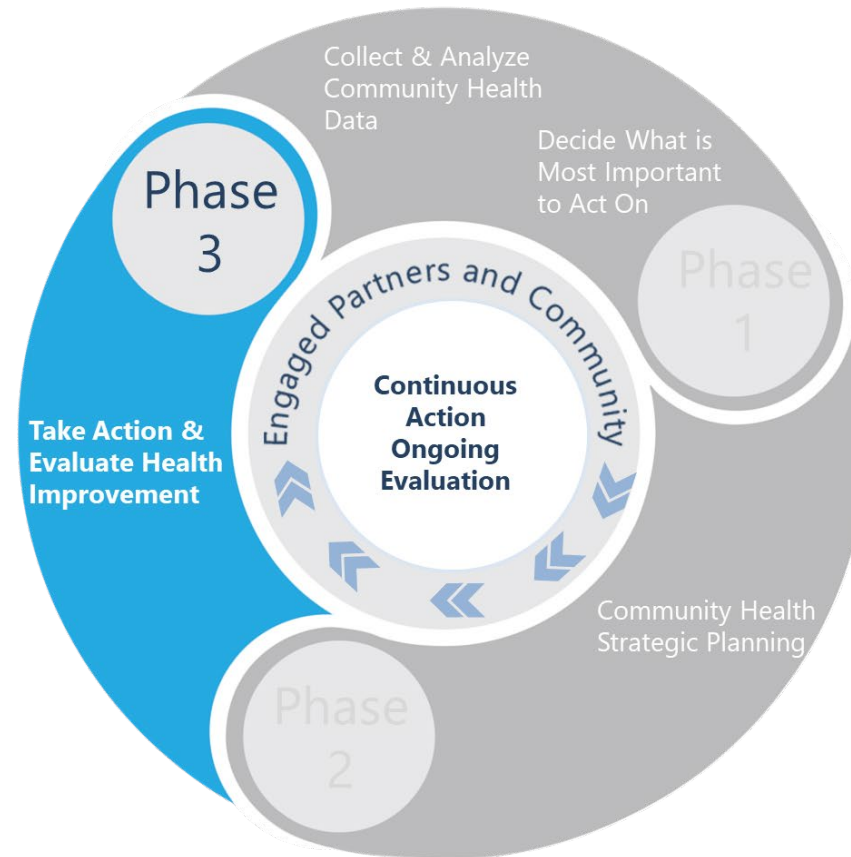 Collect & Analyze
Community Health
Data
Decide What is
Most Important
to Act On
Phase
1
Phase
3
Engaged Partners and Community
Continuous
Action
Ongoing
Evaluation
Take Action &
Evaluate Health
Improvement
Community Health
Strategic Planning
Phase
2